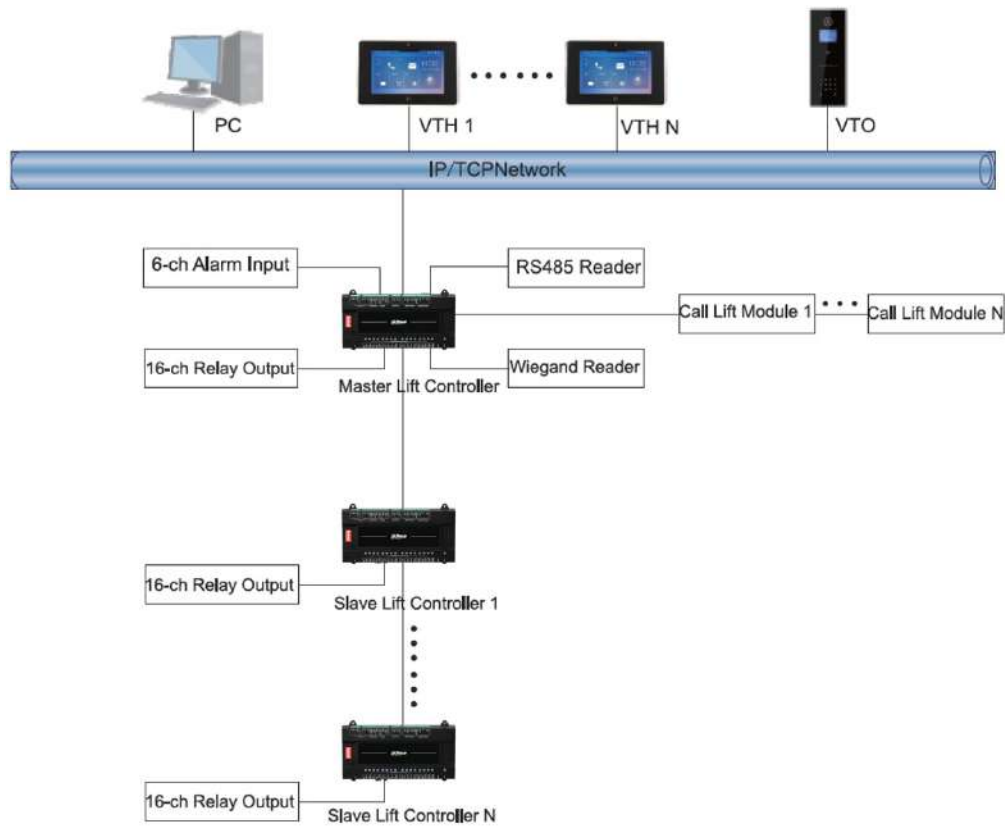 PC
VTH 1
VTH N
VTO
IP/TCPNetwork
6-ch Alarm Input
RS485 Reader
Call Lift Module 1
Call Lift Module N
16-ch Relay Output
Wiegand Reader
Master Lift Controller
16-ch Relay Output
Slave Lift Controller 1
16-ch Relay Output
Slave Lift Controller N